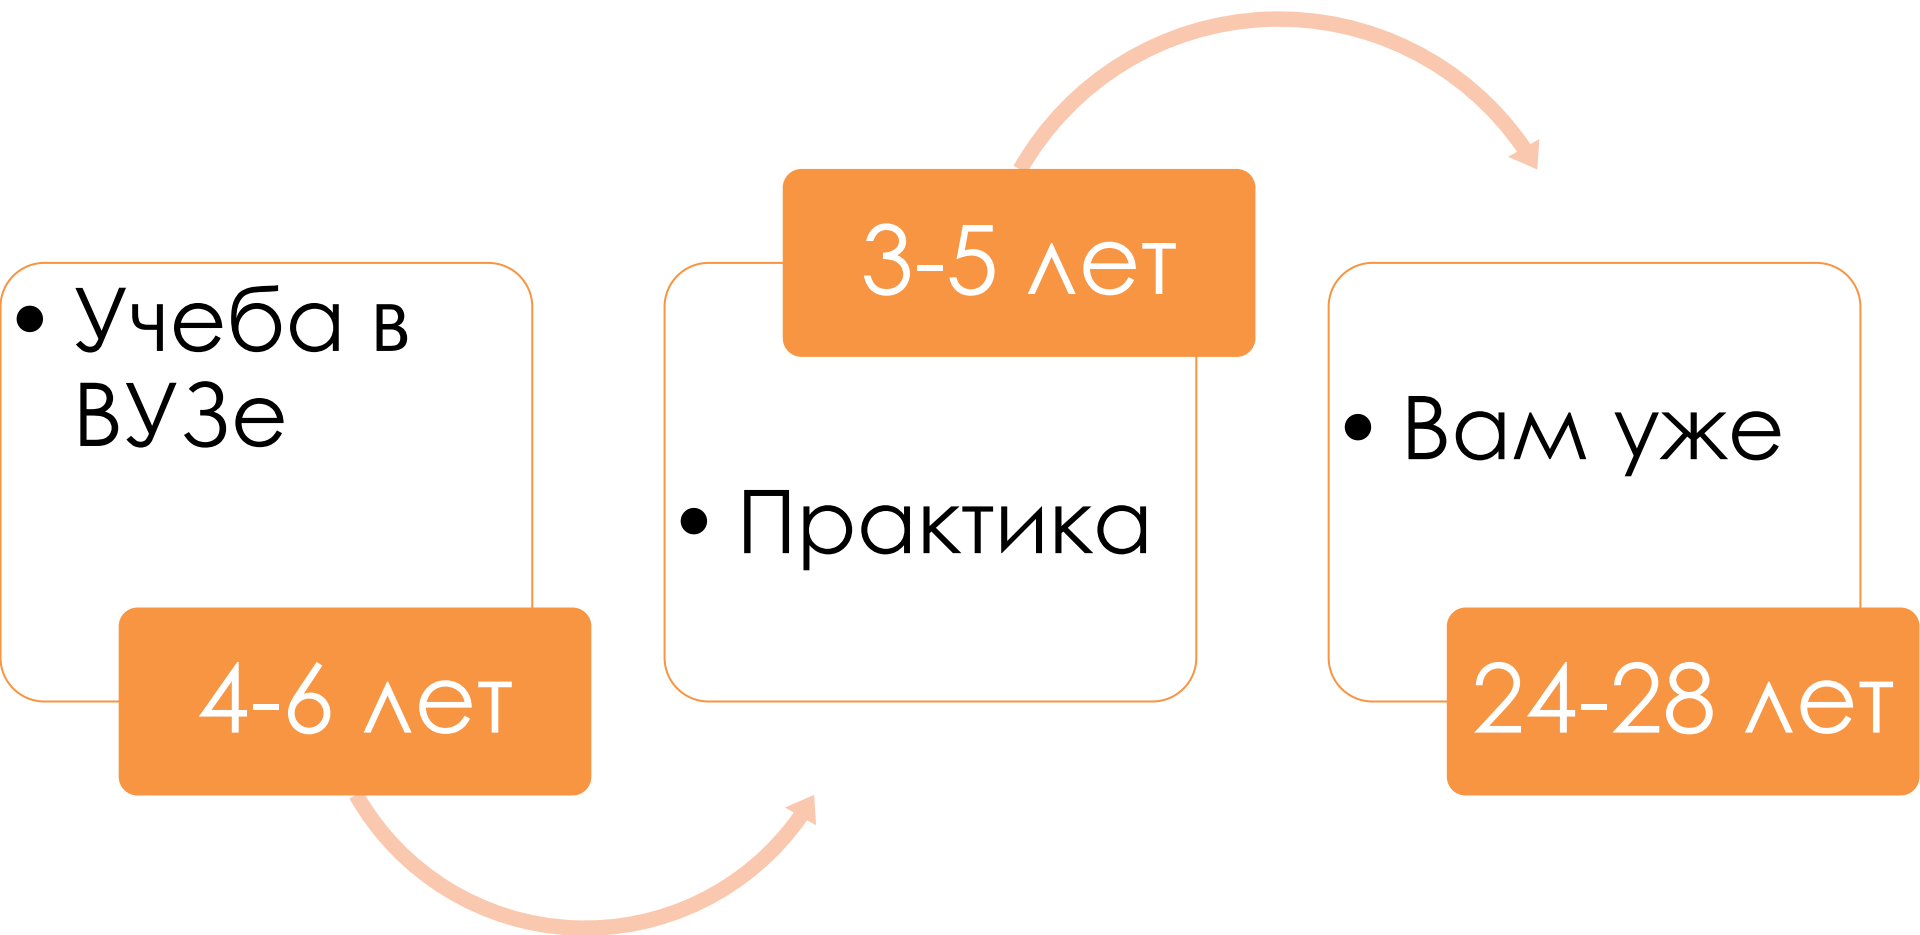 • Учеба в
ВУЗе
4-6 лет
3-5 лет
• Практика
• Вам уже
24-28 лет